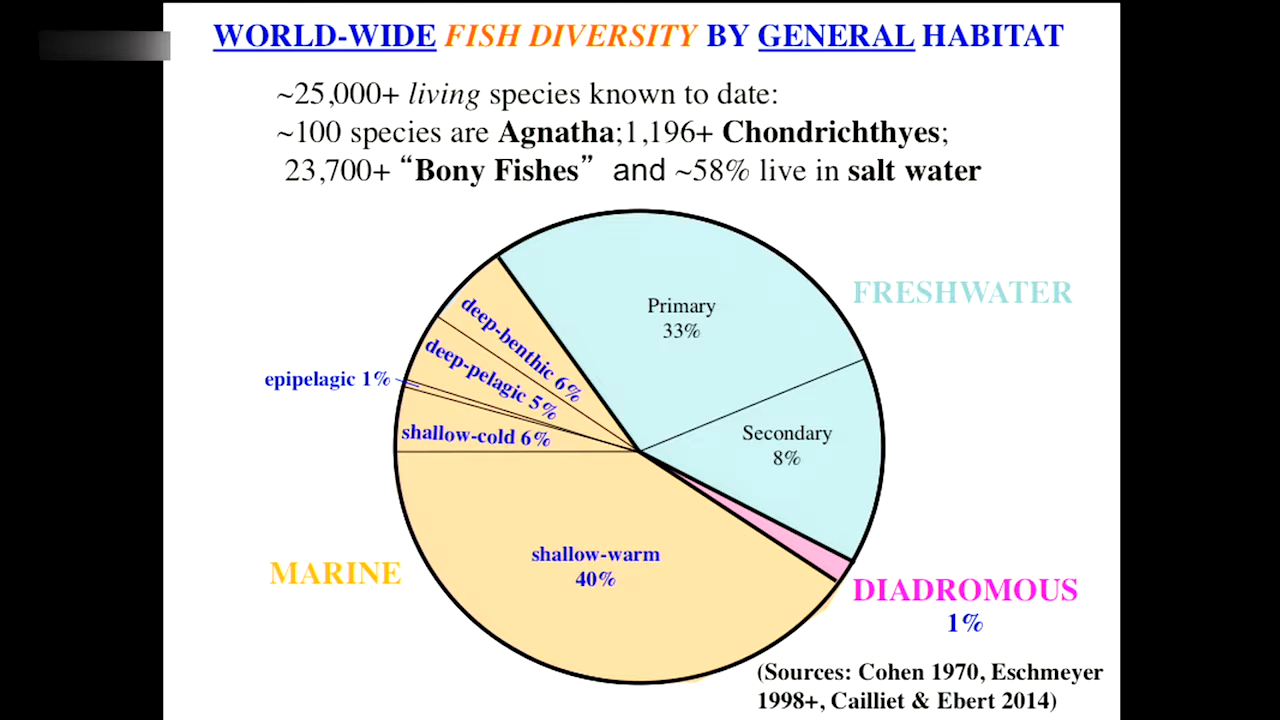 WORLD-WIDE FISH DIVERSITY BY GENERAL HABITAT
~25,000+ living species known to date:
~100 species are Agnatha;1,196+ Chondrichthyes;
23,700+ “Bony Fishes” and ~58% live in salt water
FRESHWATER
Primary
33%
deep-benthic 6%
deep-pelagic 5%
epipelagic 1%
shallow-cold 6%
Secondary
8%
shallow-warm
40%
MARINE
DIADROMOUS
1%
(Sources: Cohen 1970, Eschmeyer
1998+, Cailliet & Ebert 2014)